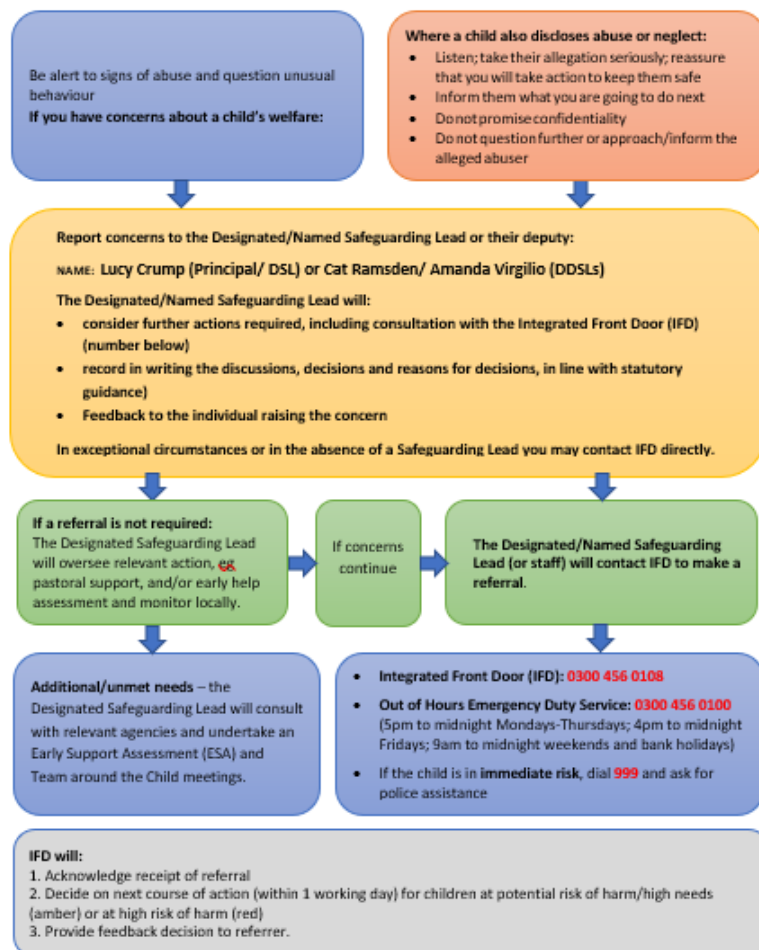 Be alert to signs of abuse and question unusual
behaviour
If you have concerns about a child's welfare:
Where a child also discloses abuse or neglect:
• Listen; take their allegation seriously; reassure
that you will take action to keep them safe
• Inform them what you are going to do next
• Do not promise confidentiality
• Do not question further or approach/inform the
alleged abuser
Report concerns to the Designated/Named Safeguarding Lead or their deputy:
NAME: Lucy Crump (Principal/ DSL) or Cat Ramsden/ Amanda Virgilio (DDSLs)
The Designated/Named Safeguarding Lead will:
• consider further actions required, including consultation with the Integrated Front Door (IFD)
(number below)
• record in writing the discussions, decisions and reasons for decisions, in line with statutory
guidance)
• Feedback to the individual raising the concern
In exceptional circumstances or in the absence of a Safeguarding Lead you may contact IFD directly.
If a referral is not required:
The Designated Safeguarding Lead
will oversee relevant action, eg
pastoral support, and/or early help
assessment and monitor locally.
If concerns
continue
The Designated/Named Safeguarding
Lead (or staff) will contact IFD to make a
referral.
Additional/unmet needs – the
Designated Safeguarding Lead will consult
with relevant agencies and undertake an
Early Support Assessment (ESA) and
Team around the Child meetings.
• Integrated Front Door (IFD): 0300 456 0108
• Out of Hours Emergency Duty Service: 0300 456 0100
(5pm to midnight Mondays-Thursdays; 4pm to midnight
Fridays; 9am to midnight weekends and bank holidays)
• If the child is in immediate risk, dial 999 and ask for
police assistance
IFD will:
1. Acknowledge receipt of referral
2. Decide on next course of action (within 1 working day) for children at potential risk of harm/high needs
(amber) or at high risk of harm (red)
3. Provide feedback decision to referrer.